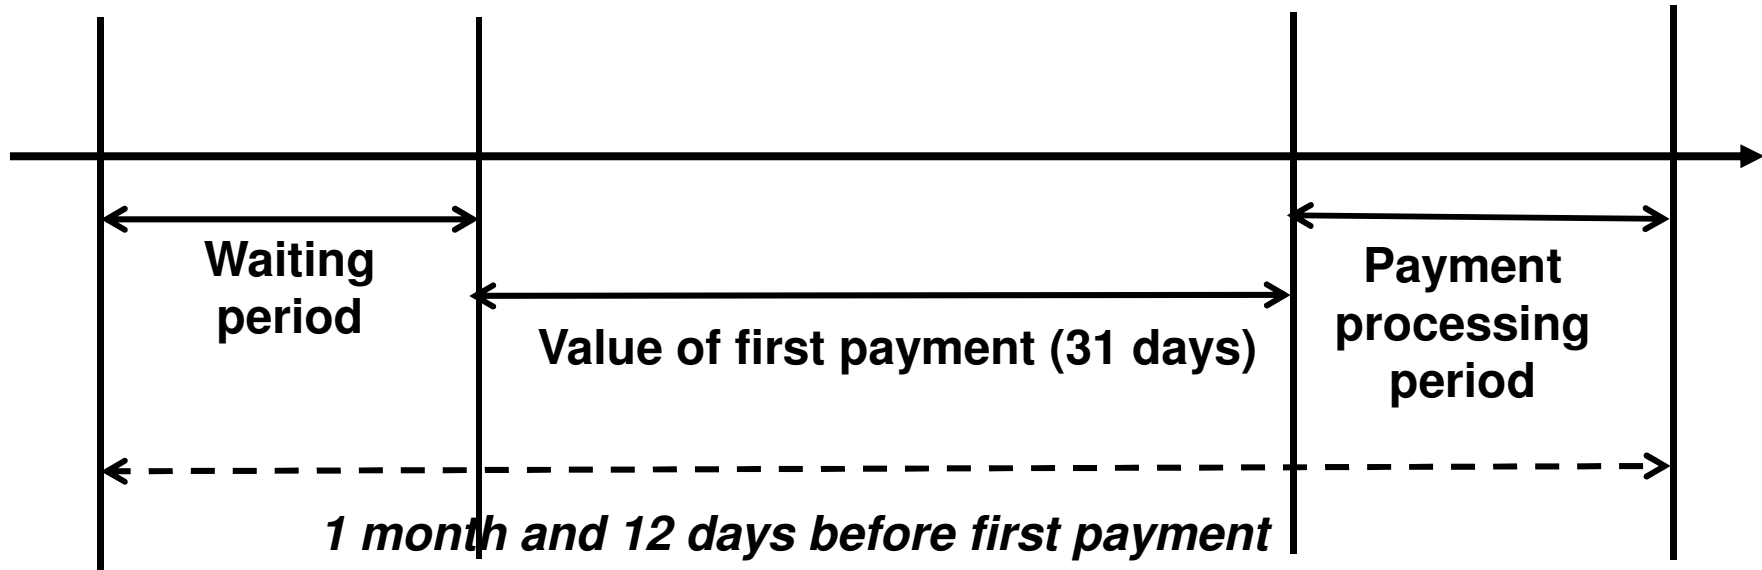 Waiting
period
Value of first payment (31 days)
Payment
processing
period
1 month and 12 days before first payment